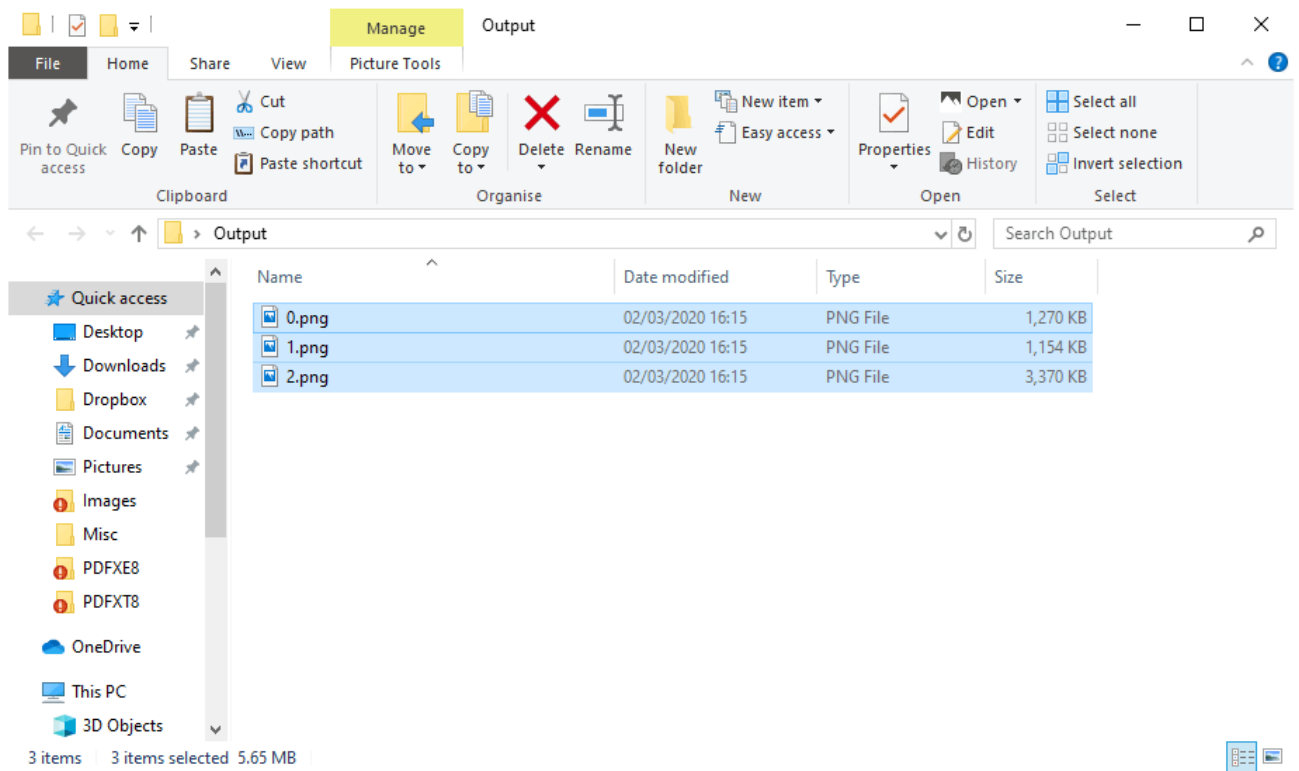 Manage Output
File Home Share View Picture Tools
Pin to Quick access
Copy
Paste
Cut
Copy path
Paste shortcut
Move to
Copy to
Delete
Rename
New folder
New item
Easy access
Properties
Open
Edit
History
Select all
Select none
Invert selection
Clipboard Organise New Open Select
Output
Search Output
Name Date modified Type Size
0.png 02/03/2020 16:15 PNG File 1,270 KB
1.png 02/03/2020 16:15 PNG File 1,154 KB
2.png 02/03/2020 16:15 PNG File 3,370 KB
Quick access
Desktop
Downloads
Dropbox
Documents
Pictures
Images
Misc
PDFXE8
PDFXT8
OneDrive
This PC
3D Objects
3 items 3 items selected 5.65 MB